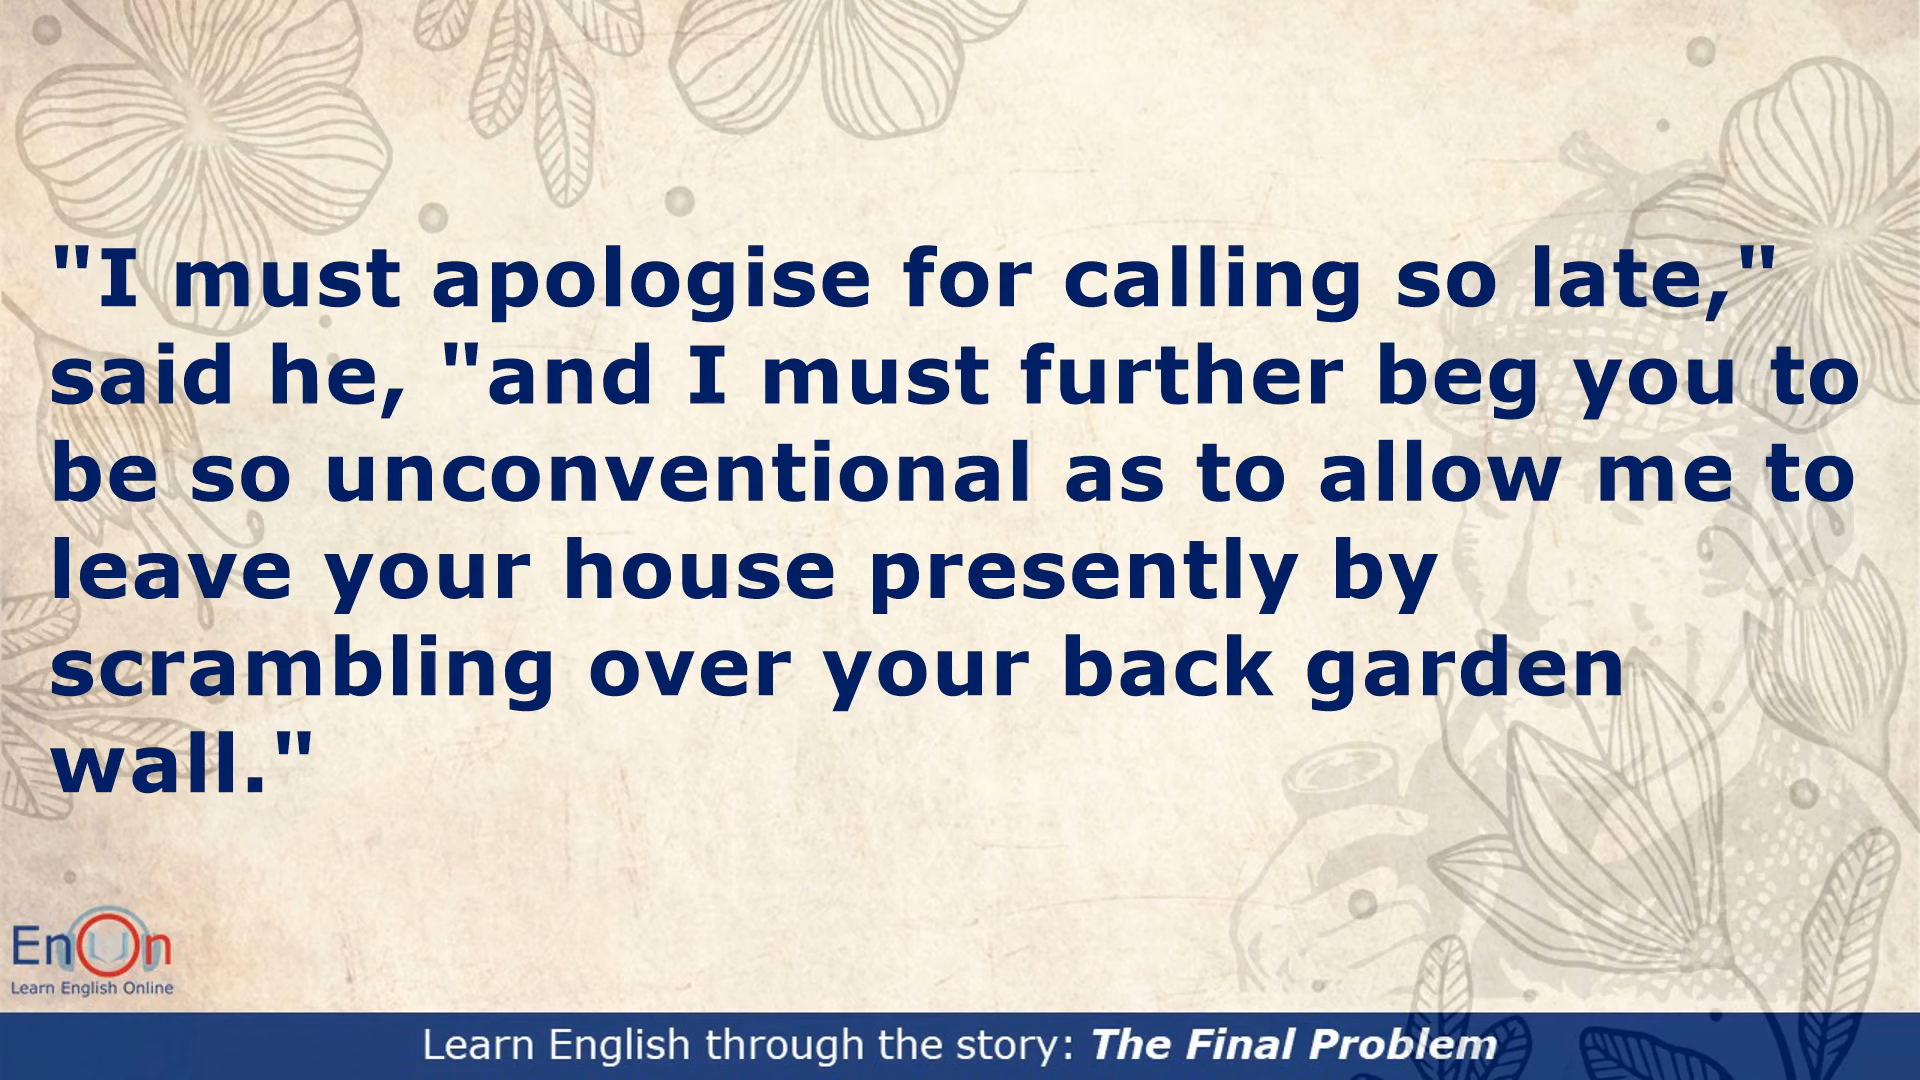 "I must apologise for calling so late,"
said he, "and I must further beg you to
be so unconventional as to allow me to
leave your house presently by
scrambling over your back garden
wall."
EnOn
Learn English Online
Learn English through the story: The Final Problem